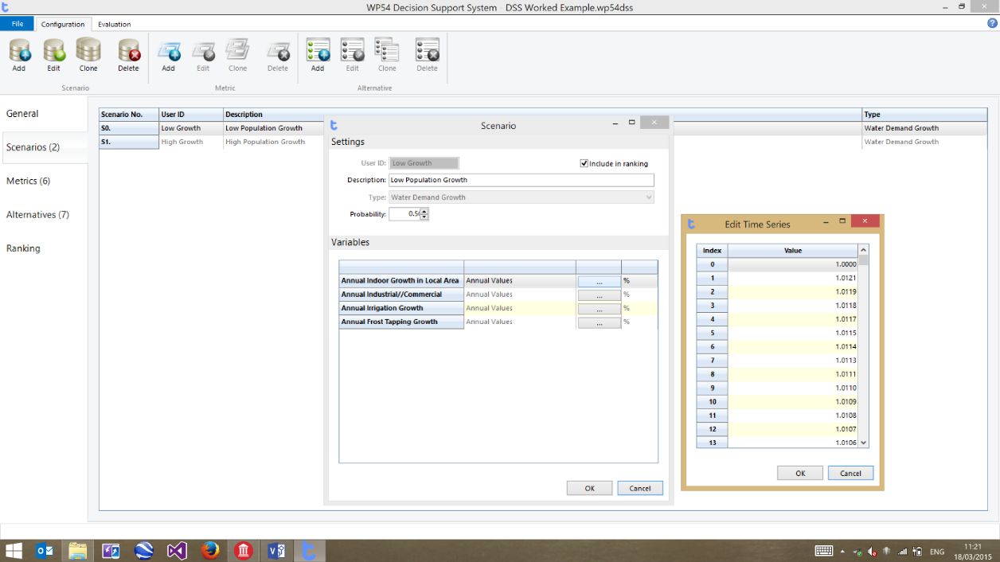 WP54 Decision Support System - DSS Worked Example.wp54dss
File Configuration Evaluation
Add Edit Clone Delete Add Edit Clone Delete Add Edit Clone Delete
Scenario Metric Alternative
General
Scenarios (2)
Metrics (6)
Alternatives (7)
Ranking
Scenario No. User ID Description Type
S0. Low Growth Low Population Growth Water Demand Growth
S1. High Growth High Population Growth Water Demand Growth
Scenario
Settings
User ID: Low Growth Include in ranking
Description: Low Population Growth
Type: Water Demand Growth
Probability:
Variables
Annual Indoor Growth in Local Area Annual Values ... %
Annual Industrial//Commercial Annual Values ... %
Annual Irrigation Growth Annual Values ... %
Annual Frost Tapping Growth Annual Values ... %
OK Cancel
Edit Time Series
Index Value
0 1.0000
1 1.0121
2 1.0119
3 1.0118
4 1.0117
5 1.0115
6 1.0114
7 1.0113
8 1.0111
9 1.0110
10 1.0109
11 1.0108
12 1.0107
13 1.0106
OK Cancel
ENG
11:21
18/03/2015